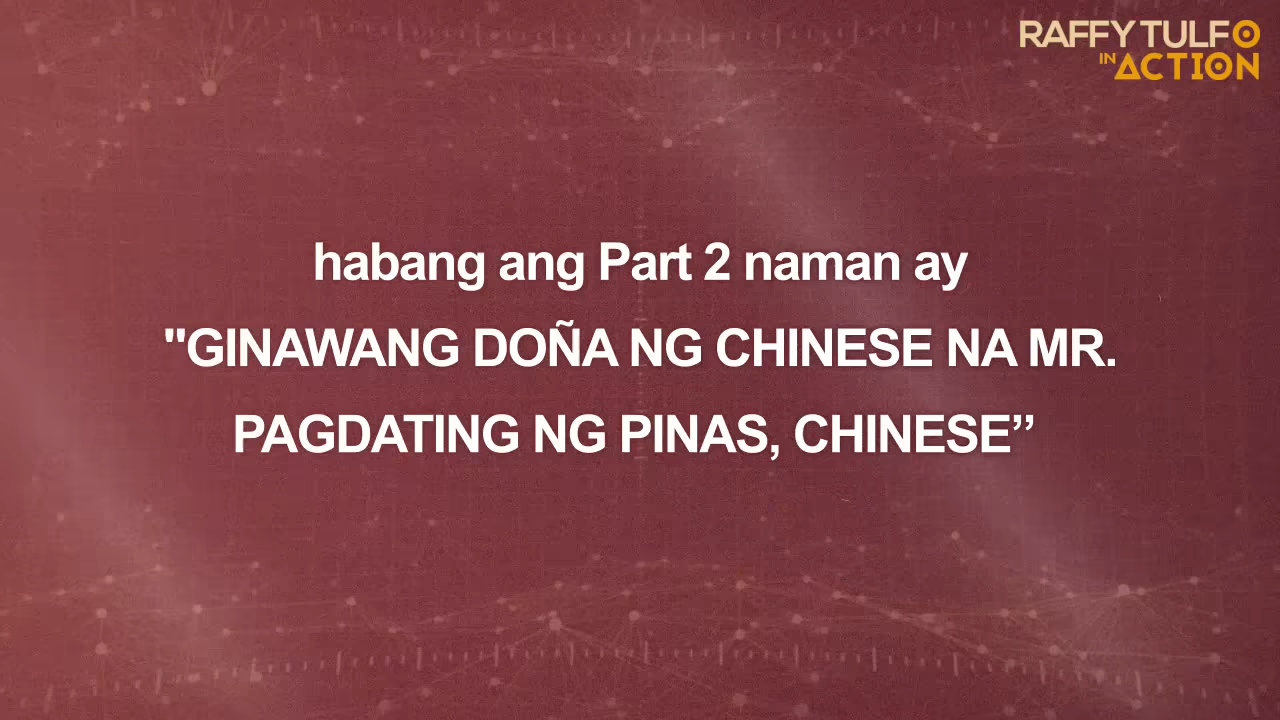 RAFFY TULFO
IN ACTION
habang ang Part 2 naman ay
"GINAWANG DOÑA NG CHINESE NA MR.
PAGDATING NG PINAS, CHINESE”